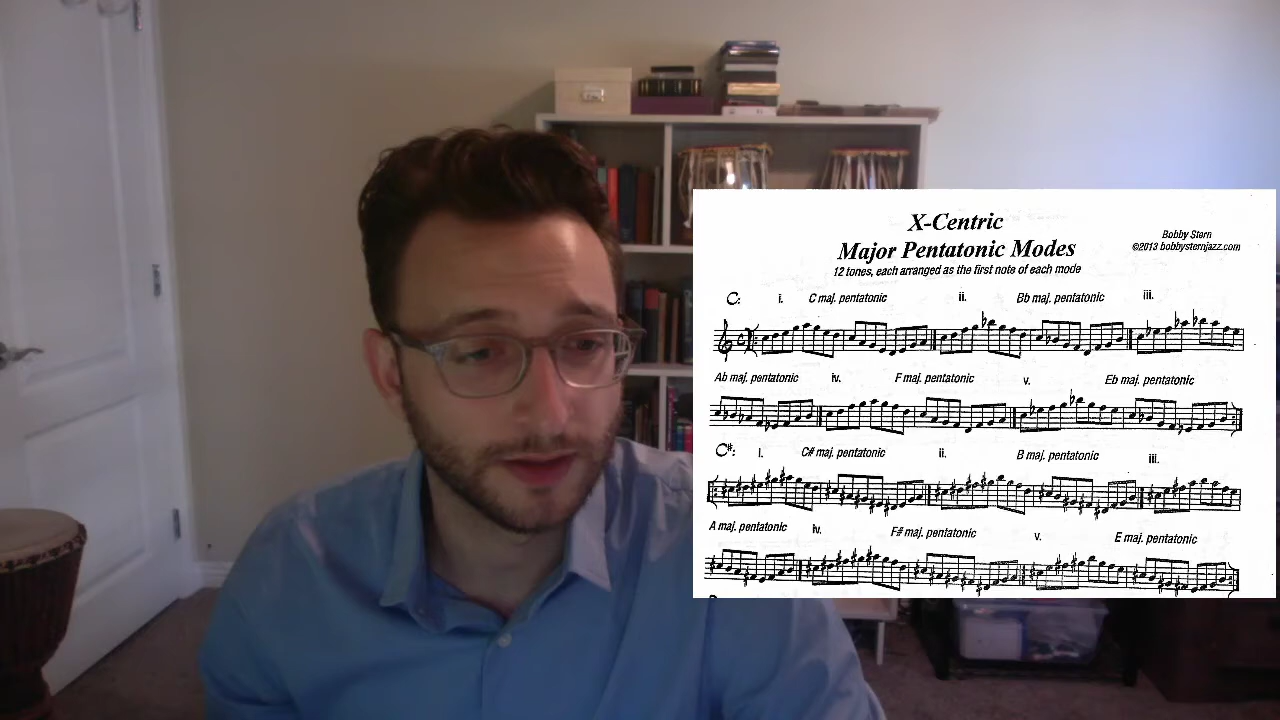 X-Centric
Major Pentatonic Modes
Bobby Stern
©2013 bobbysternjazz.com
12 tones, each arranged as the first note of each mode
C: i. C maj. pentatonic ii. Bb maj. pentatonic iii.
Ab maj. pentatonic iv. F maj. pentatonic v. Eb maj. pentatonic
C#: i. C# maj. pentatonic ii. B maj. pentatonic iii.
A maj. pentatonic iv. F# maj. pentatonic v. E maj. pentatonic